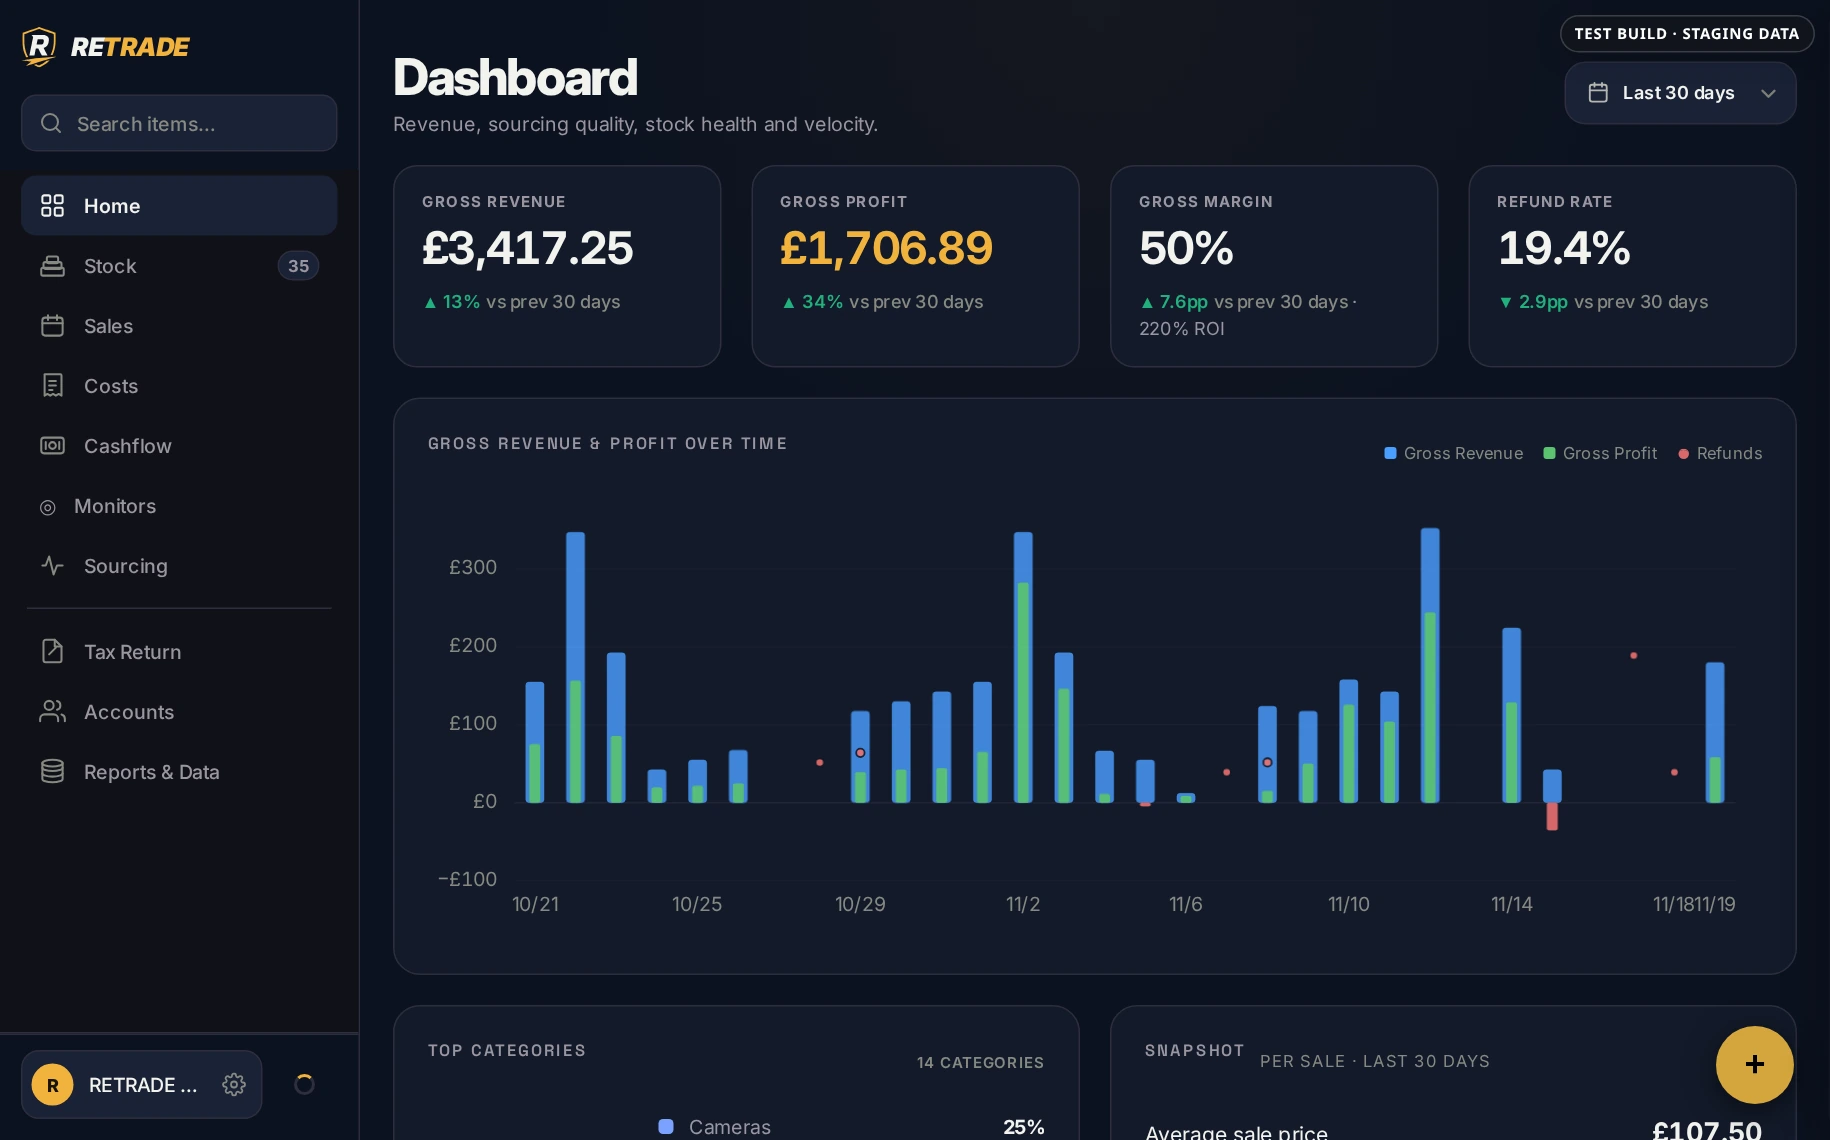 RETRADE
TEST BUILD · STAGING DATA
Search items...
Home
Stock 35
Sales
Costs
Cashflow
Monitors
Sourcing
Tax Return
Accounts
Reports & Data
R RETRADE ...
Dashboard
Revenue, sourcing quality, stock health and velocity.
Last 30 days
GROSS REVENUE
£3,417.25
▲ 13% vs prev 30 days
GROSS PROFIT
£1,706.89
▲ 34% vs prev 30 days
GROSS MARGIN
50%
▲ 7.6pp vs prev 30 days ·
220% ROI
REFUND RATE
19.4%
▼ 2.9pp vs prev 30 days
GROSS REVENUE & PROFIT OVER TIME
Gross Revenue Gross Profit Refunds
£300
£200
£100
£0
−£100
10/21 10/25 10/29 11/2 11/6 11/10 11/14 11/18 11/19
TOP CATEGORIES
14 CATEGORIES
Cameras 25%
SNAPSHOT PER SALE · LAST 30 DAYS
Average sale price £107.50
+